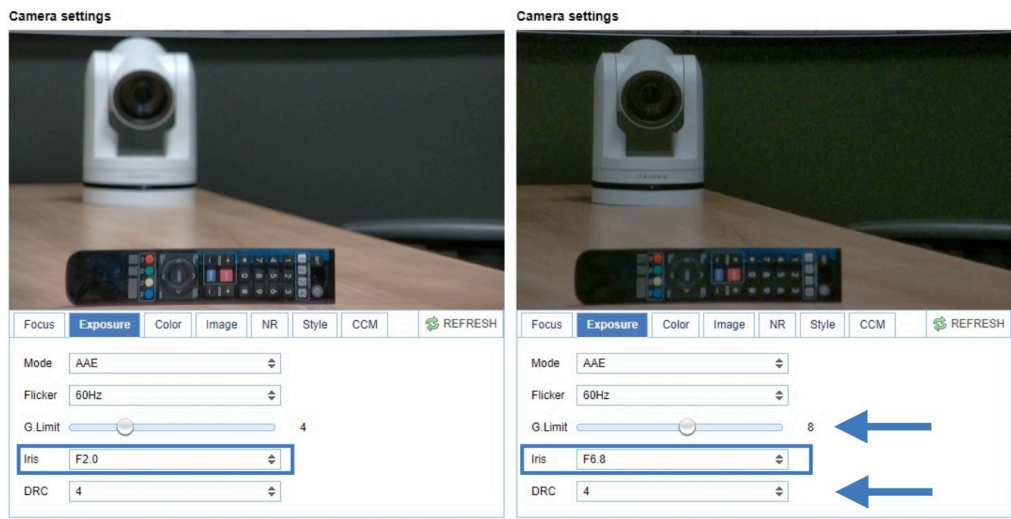 Camera settings
Focus Exposure Color Image NR Style CCM REFRESH
Mode AAE
Flicker 60Hz
G.Limit 4
Iris F2.0
DRC 4
Camera settings
Focus Exposure Color Image NR Style CCM REFRESH
Mode AAE
Flicker 60Hz
G.Limit 8
Iris F6.8
DRC 4